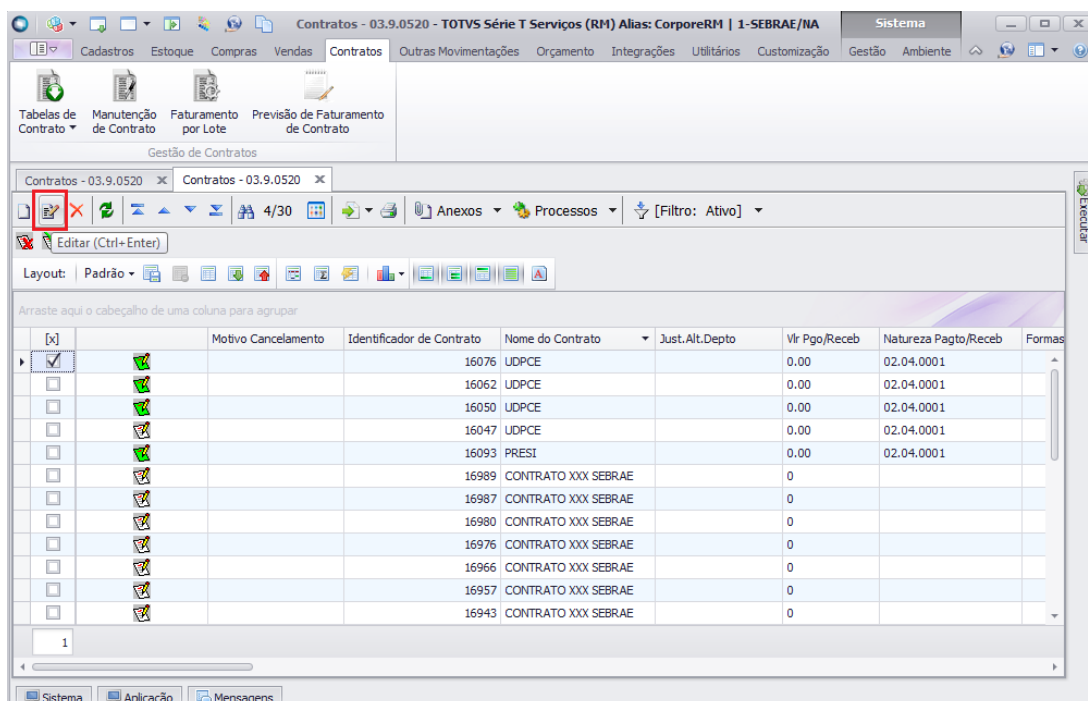 Contratos - 03.9.0520 - TOTVS Série T Serviços (RM) Alias: CorporeRM | 1-SEBRAE/NA Sistema
Cadastros Estoque Compras Vendas Contratos Outras Movimentações Orçamento Integrações Utilitários Customização Gestão Ambiente
Tabelas de Contrato Manutenção de Contrato Faturamento por Lote Previsão de Faturamento de Contrato
Gestão de Contratos
Contratos - 03.9.0520 x Contratos - 03.9.0520 x
4/30 Anexos Processos [Filtro: Ativo]
Executar
Editar (Ctrl+Enter)
Layout: Padrão
Arraste aqui o cabeçalho de uma coluna para agrupar
[x] Motivo Cancelamento Identificador de Contrato Nome do Contrato Just.Alt.Depto Vlr Pgo/Receb Natureza Pagto/Receb Formas
16076 UDPCE 0.00 02.04.0001
16062 UDPCE 0.00 02.04.0001
16050 UDPCE 0.00 02.04.0001
16047 UDPCE 0.00 02.04.0001
16093 PRESI 0.00 02.04.0001
16989 CONTRATO XXX SEBRAE 0
16987 CONTRATO XXX SEBRAE 0
16980 CONTRATO XXX SEBRAE 0
16976 CONTRATO XXX SEBRAE 0
16966 CONTRATO XXX SEBRAE 0
16957 CONTRATO XXX SEBRAE 0
16943 CONTRATO XXX SEBRAE 0
1
Sistema Aplicação Mensagens